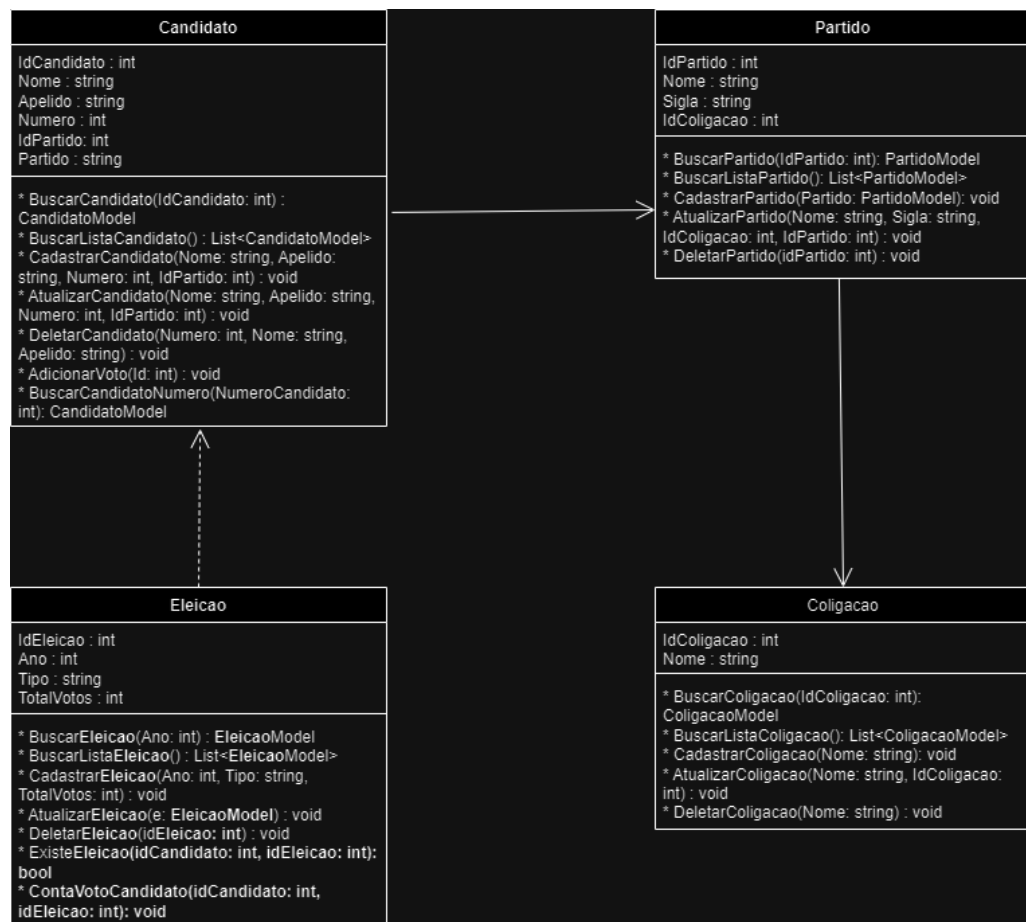 Candidato
IdCandidato : int
Nome : string
Apelido : string
Numero : int
IdPartido: int
Partido : string
* BuscarCandidato(IdCandidato: int) :
CandidatoModel
* BuscarListaCandidato() : List<CandidatoModel>
* CadastrarCandidato(Nome: string, Apelido:
string, Numero: int, IdPartido: int) : void
* AtualizarCandidato(Nome: string, Apelido: string,
Numero: int, IdPartido: int) : void
* DeletarCandidato(Numero: int, Nome: string,
Apelido: string) : void
* AdicionarVoto(Id: int) : void
* BuscarCandidatoNumero(NumeroCandidato:
int): CandidatoModel
Partido
IdPartido : int
Nome : string
Sigla : string
IdColigacao : int
* BuscarPartido(IdPartido: int): PartidoModel
* BuscarListaPartido(): List<PartidoModel>
* CadastrarPartido(Partido: PartidoModel): void
* AtualizarPartido(Nome: string, Sigla: string,
IdColigacao: int, IdPartido: int) : void
* DeletarPartido(idPartido: int) : void
Eleicao
IdEleicao : int
Ano : int
Tipo : string
TotalVotos : int
* BuscarEleicao(Ano: int) : EleicaoModel
* BuscarListaEleicao() : List<EleicaoModel>
* CadastrarEleicao(Ano: int, Tipo: string,
TotalVotos: int) : void
* AtualizarEleicao(e: EleicaoModel) : void
* DeletarEleicao(idEleicao: int) : void
* ExisteEleicao(idCandidato: int, idEleicao: int):
bool
* ContaVotoCandidato(idCandidato: int,
idEleicao: int): void
Coligacao
IdColigacao : int
Nome : string
* BuscarColigacao(IdColigacao: int):
ColigacaoModel
* BuscarListaColigacao(): List<ColigacaoModel>
* CadastrarColigacao(Nome: string): void
* AtualizarColigacao(Nome: string, IdColigacao:
int) : void
* DeletarColigacao(Nome: string) : void